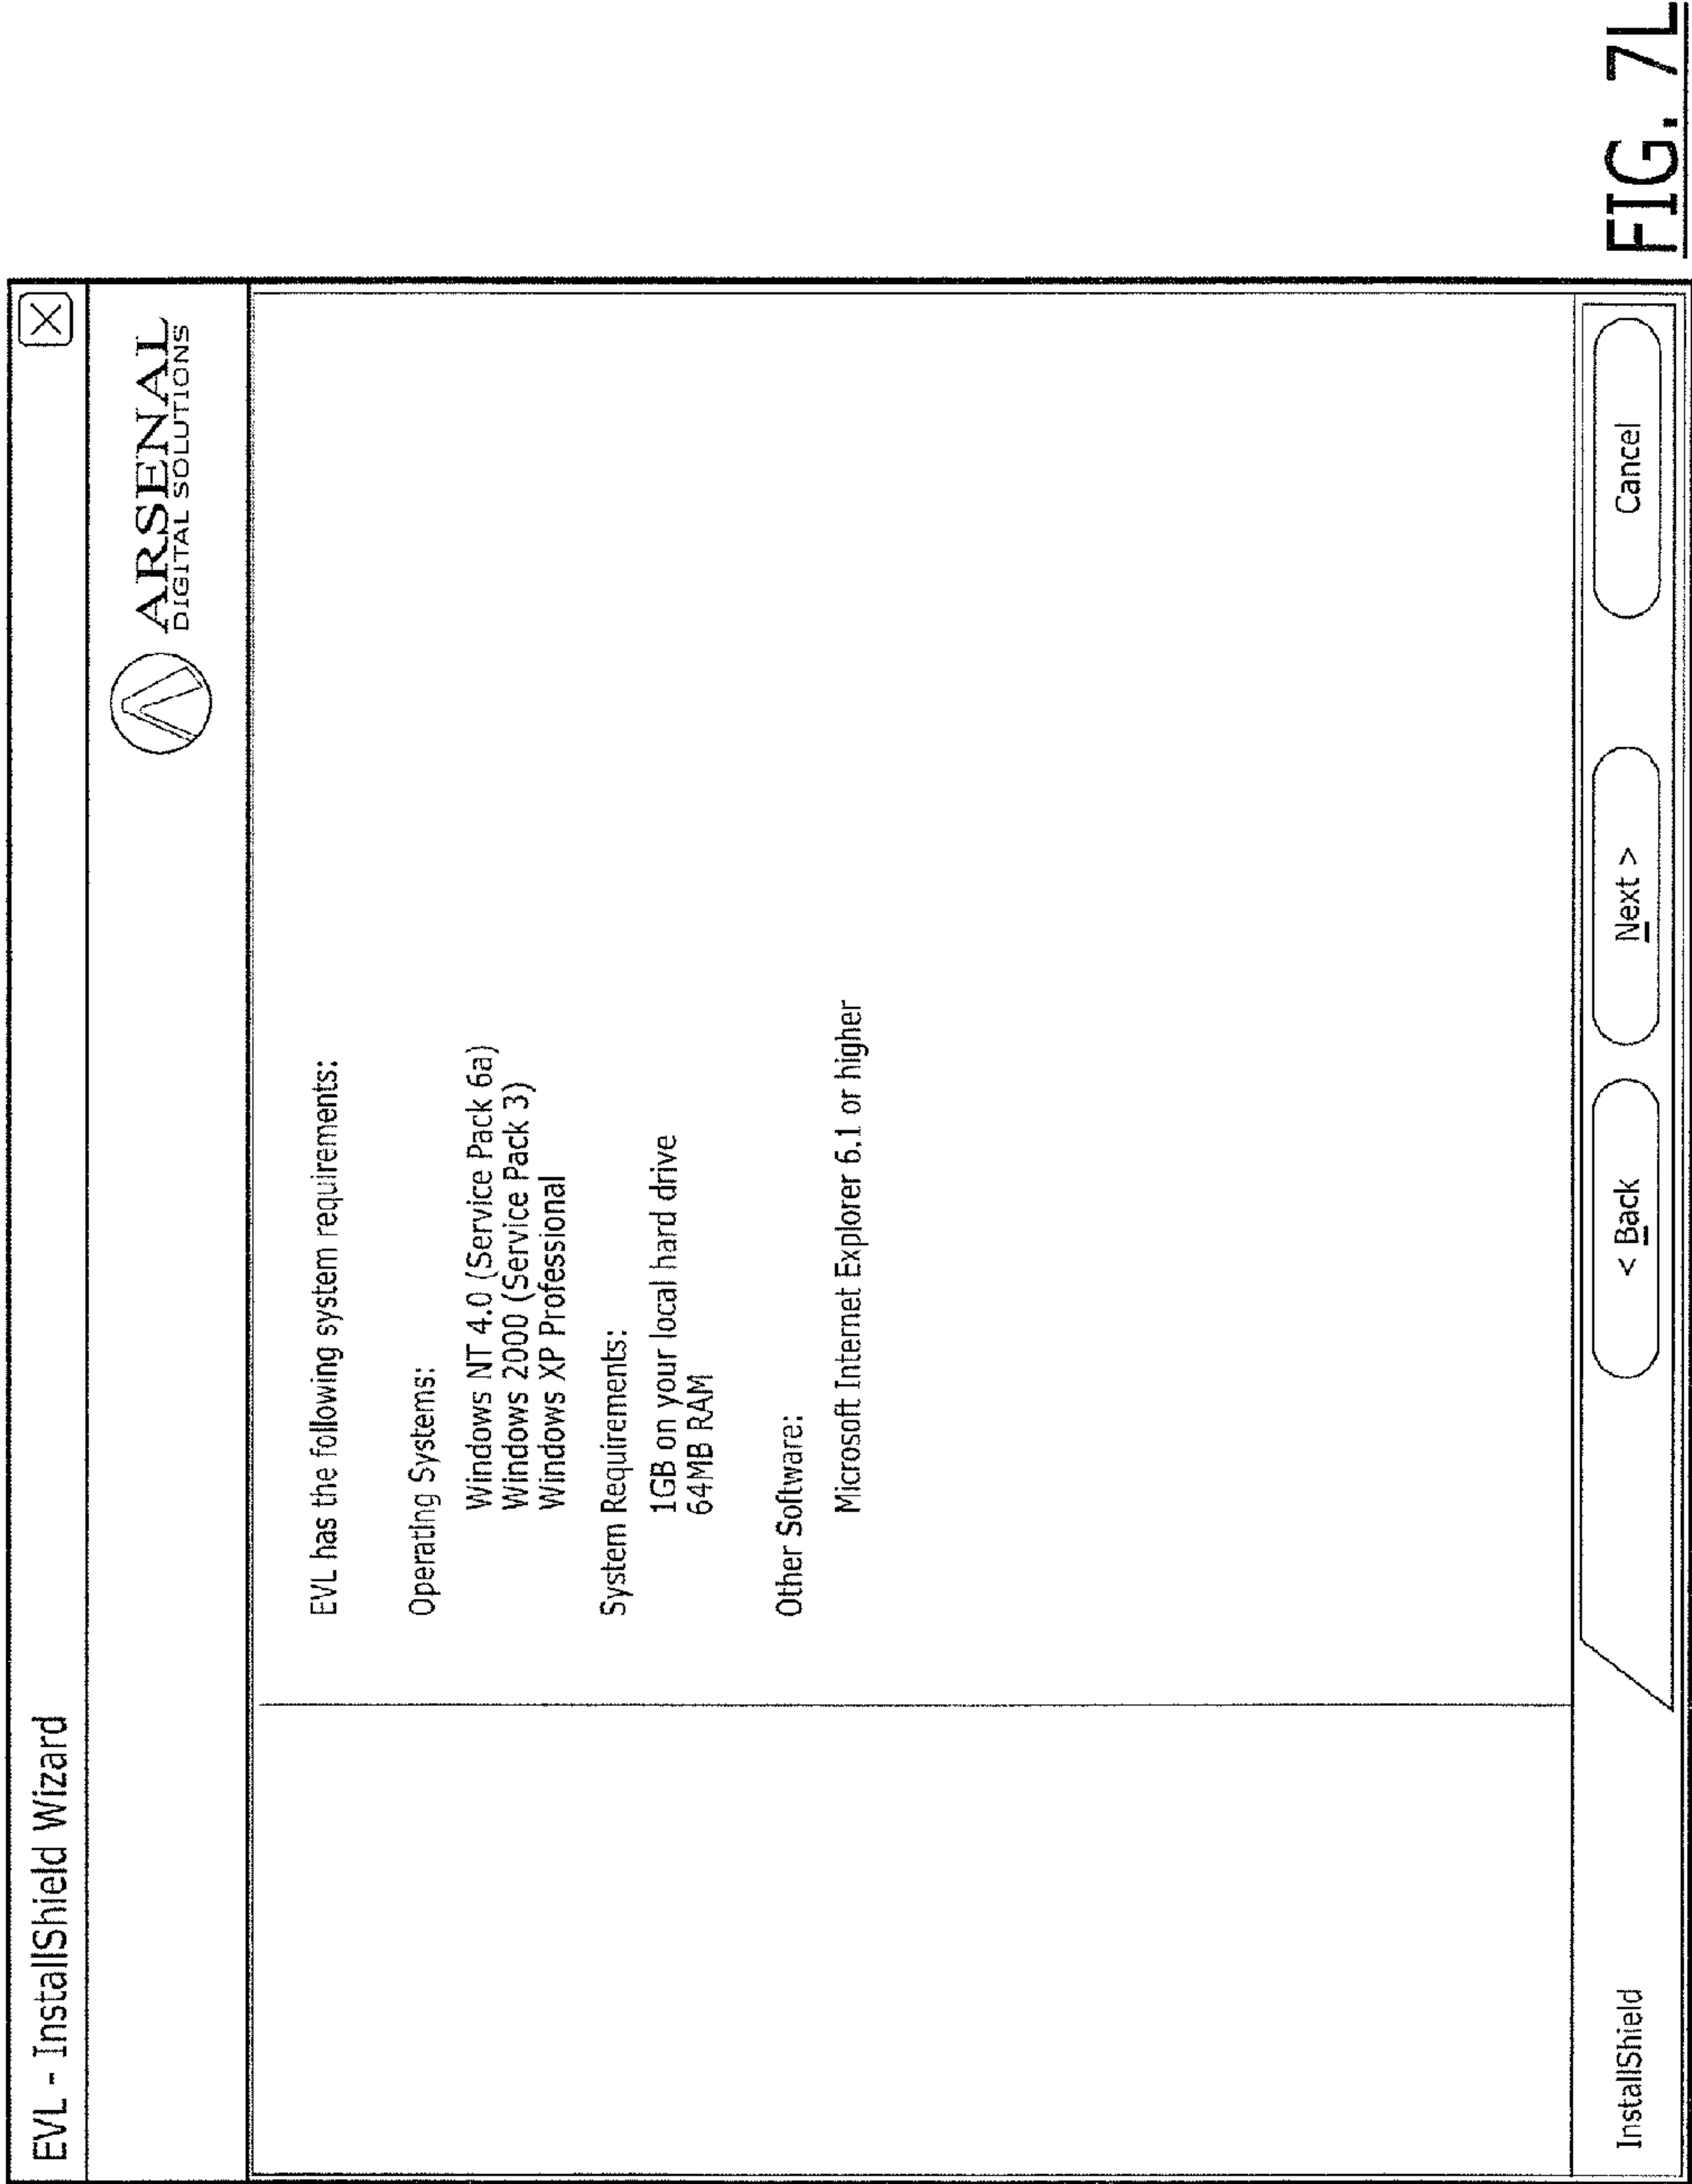 EVL - InstallShield Wizard
ARSENAL
DIGITAL SOLUTIONS
EVL has the following system requirements:
Operating Systems:
Windows NT 4.0 (Service Pack 6a)
Windows 2000 (Service Pack 3)
Windows XP Professional
System Requirements:
1GB on your local hard drive
64MB RAM
Other Software:
Microsoft Internet Explorer 6.1 or higher
InstallShield
< Back
Next >
Cancel
FIG. 7L